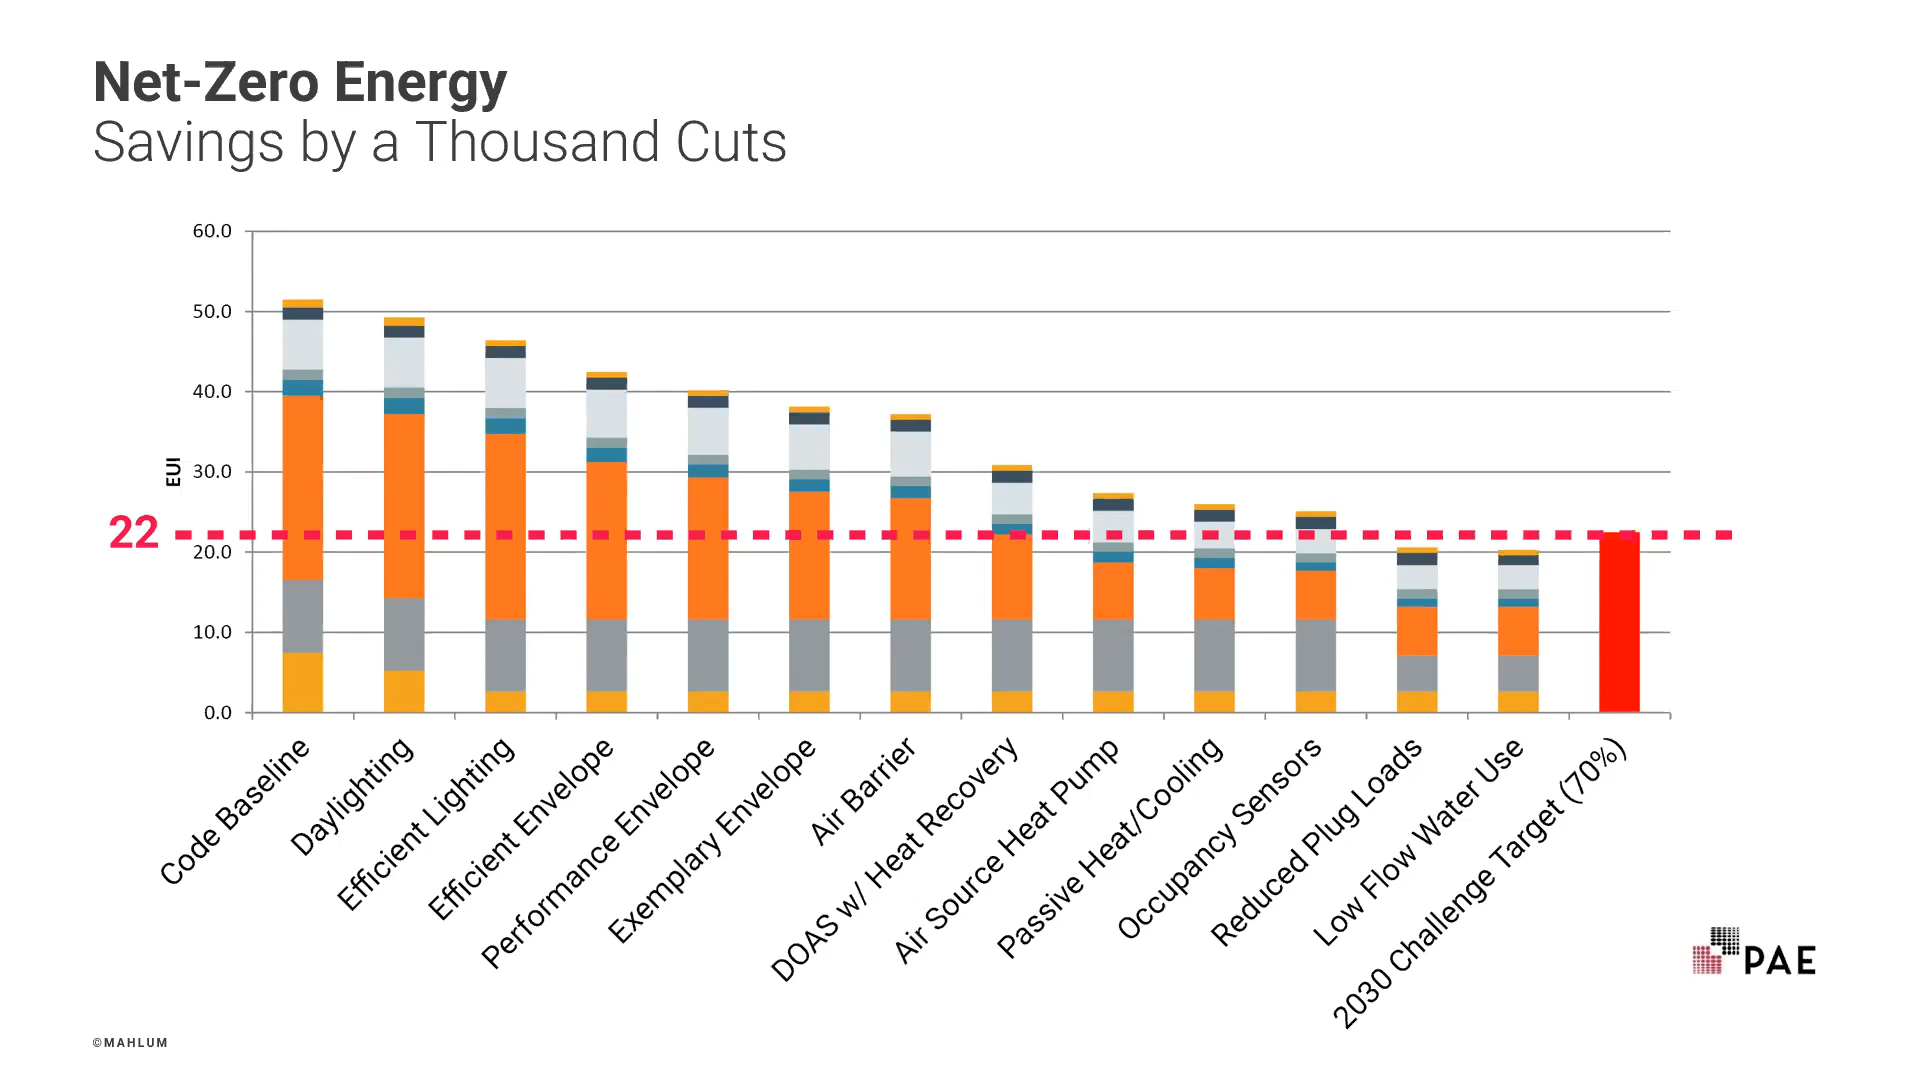 Net-Zero Energy
Savings by a Thousand Cuts
60.0
50.0
40.0
30.0
20.0
10.0
0.0
EUI
22
Code Baseline
Daylighting
Efficient Lighting
Efficient Envelope
Performance Envelope
Exemplary Envelope
Air Barrier
DOAS w/ Heat Recovery
Air Source Heat Pump
Passive Heat/Cooling
Occupancy Sensors
Reduced Plug Loads
Low Flow Water Use
2030 Challenge Target (70%)
PAE
©MAHLUM